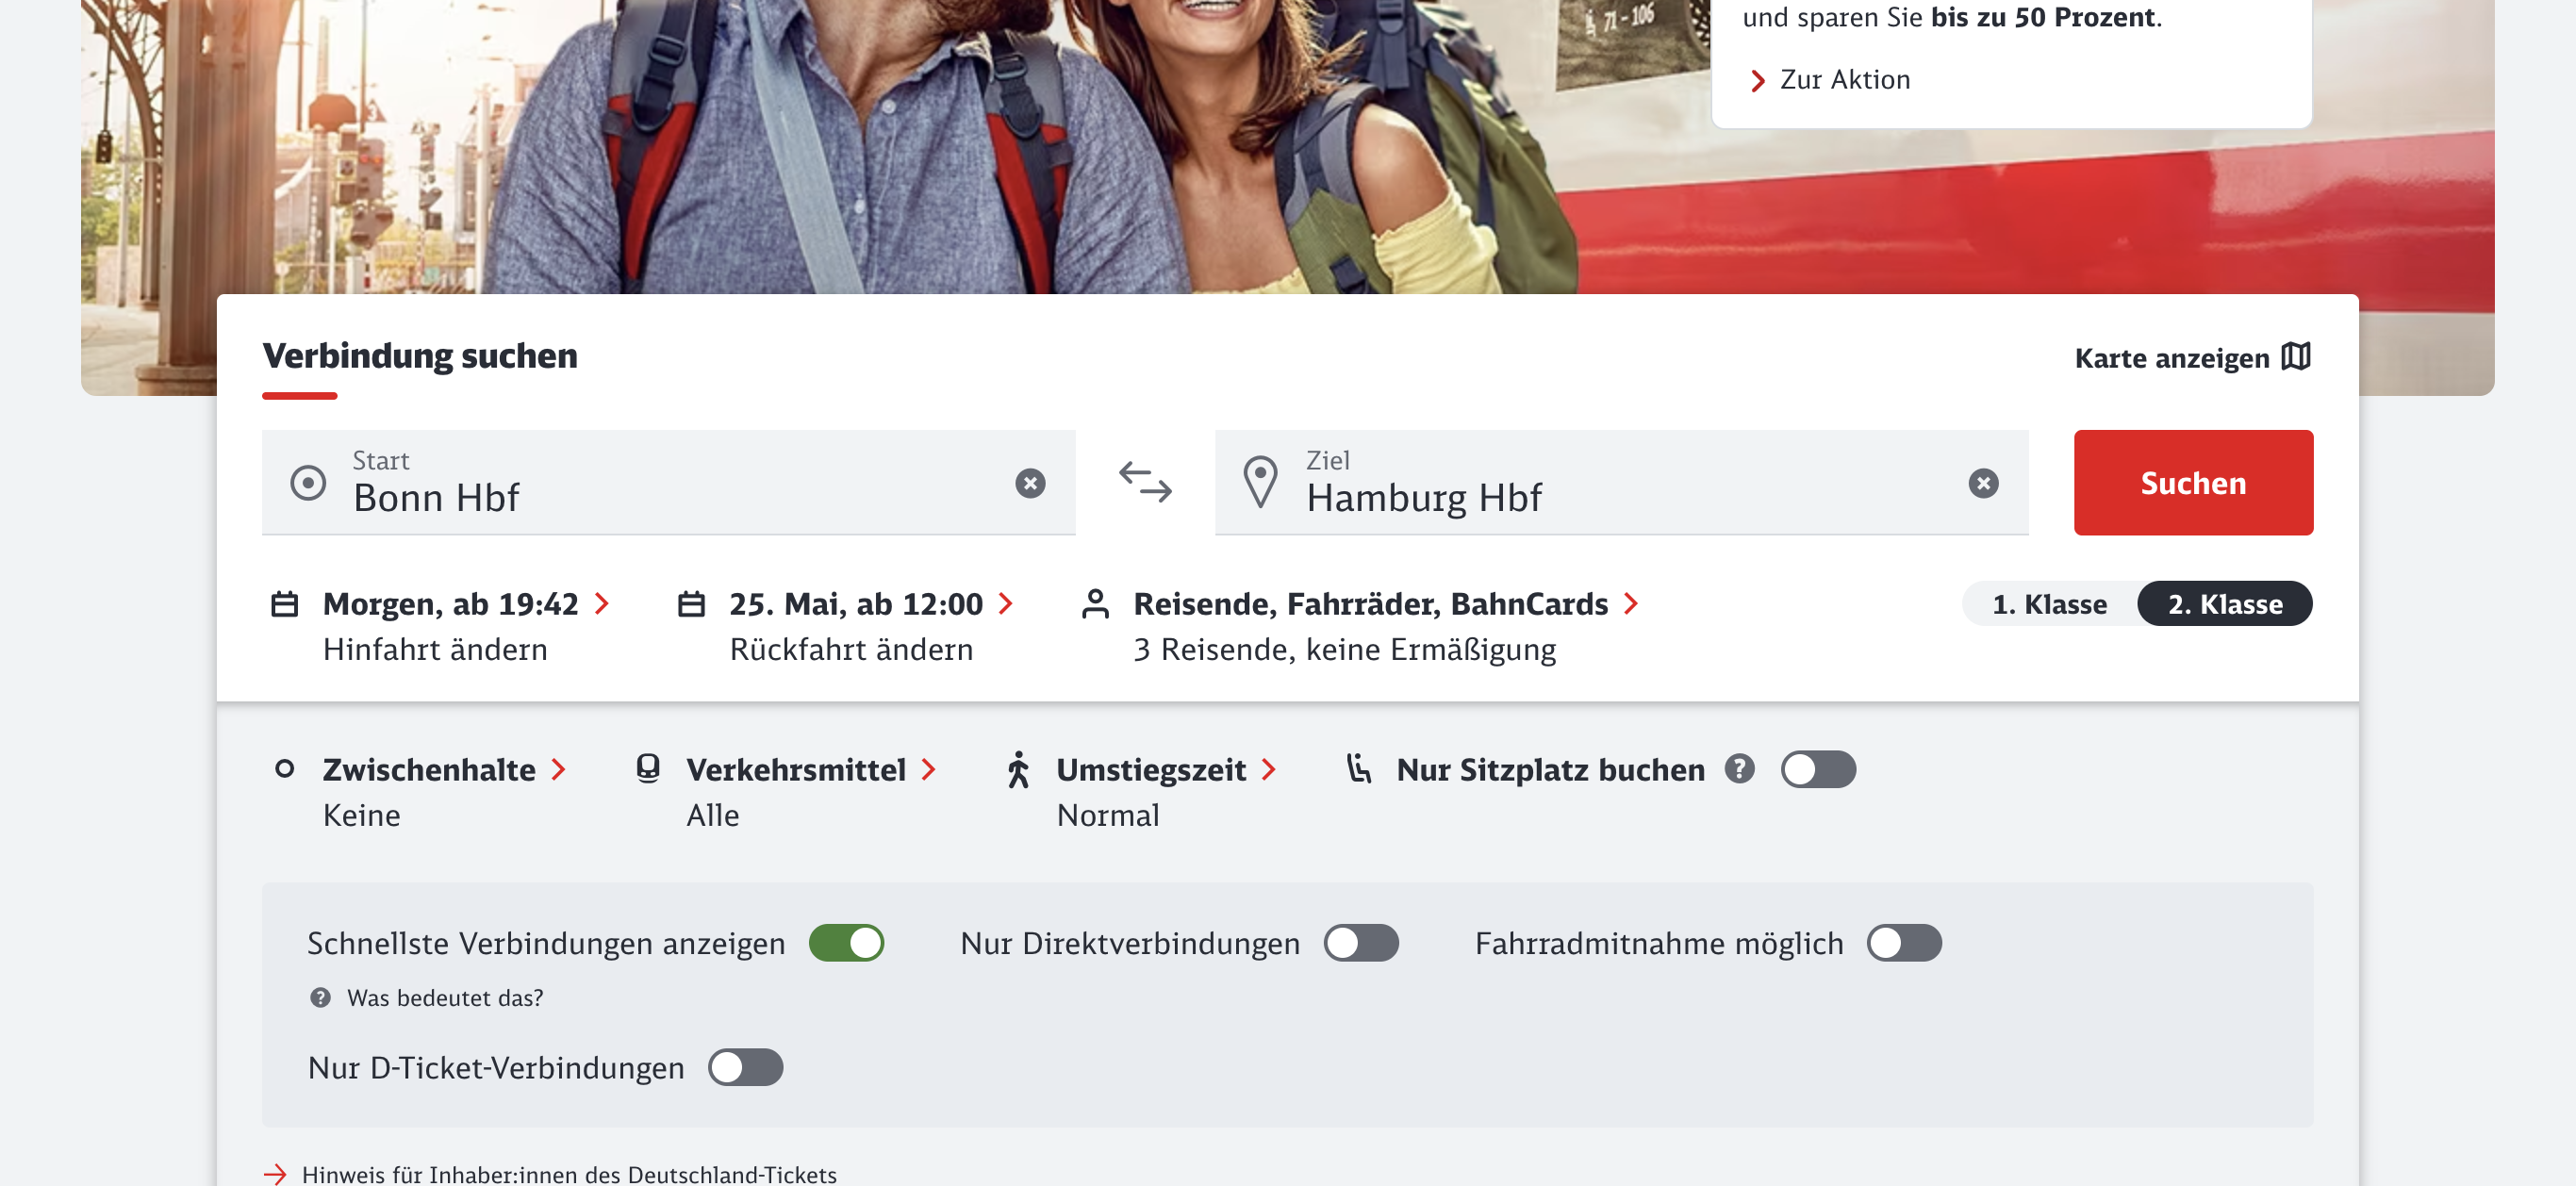 und sparen Sie bis zu 50 Prozent.
71-106
Zur Aktion
Verbindung suchen
Karte anzeigen
Start
Bonn Hbf
Ziel
Hamburg Hbf
Suchen
Morgen, ab 19:42
Hinfahrt ändern
25. Mai, ab 12:00
Rückfahrt ändern
Reisende, Fahrräder, BahnCards
3 Reisende, keine Ermäßigung
1. Klasse
2. Klasse
Zwischenhalte
Keine
Verkehrsmittel
Alle
Umstiegszeit
Normal
Nur Sitzplatz buchen
Schnellste Verbindungen anzeigen
Nur Direktverbindungen
Fahrradmitnahme möglich
Was bedeutet das?
Nur D-Ticket-Verbindungen
Hinweis für Inhaber:innen des Deutschland-Tickets